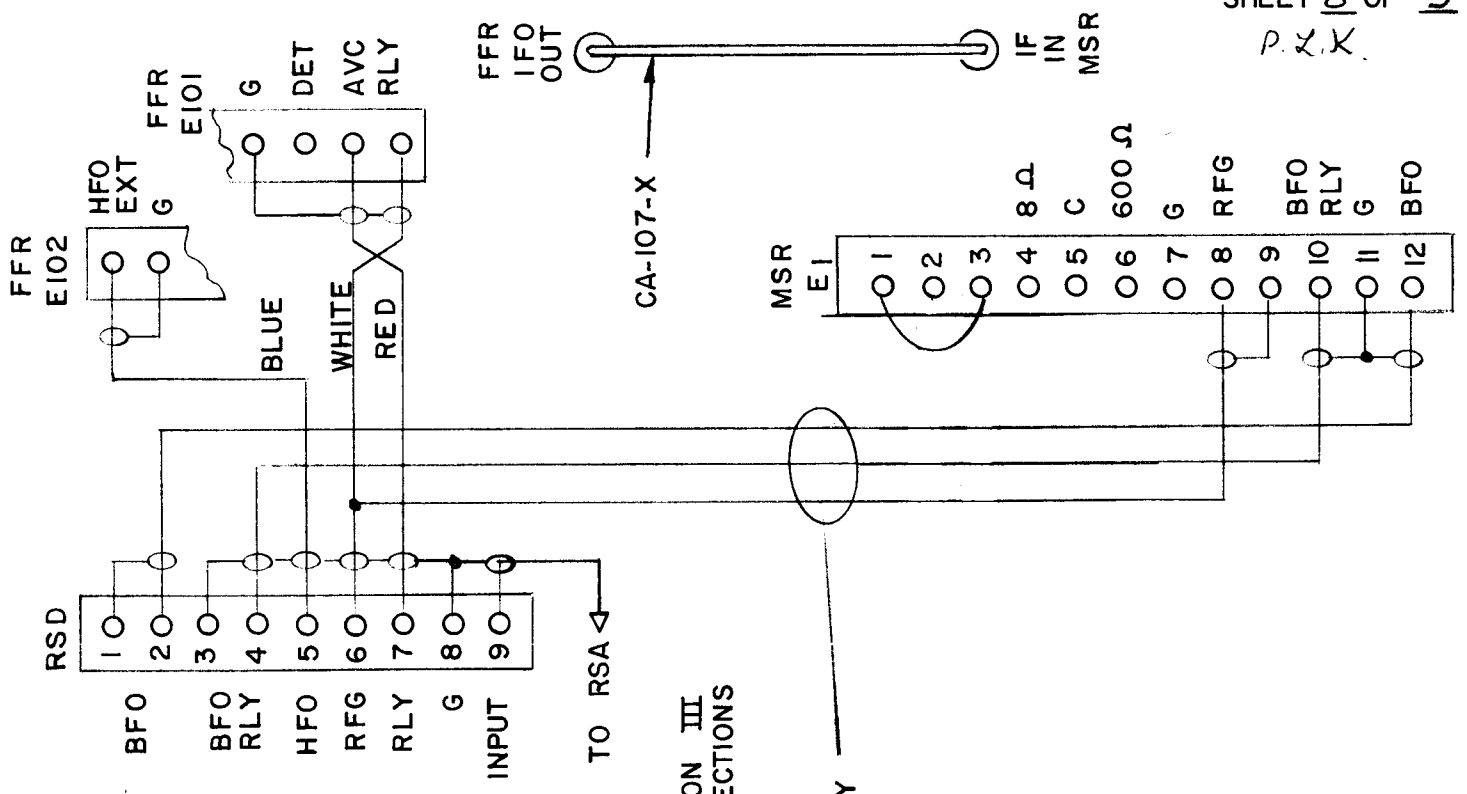 SHEET
OF
P.L.K.
FFR
IFO
OUT
IF
IN
MSR
CA-107-X
FFR
E101
G
DET
AVC
RLY
FFR
E102
HFO
EXT
G
BLUE
WHITE
RED
MSR
E1
1
2
3
4
5
6
7
8
9
10
11
12
8 Ω
C
600 Ω
G
RFG
BFO
RLY
G
BFO
RSD
1
2
3
4
5
6
7
8
9
BFO
BFO
RLY
HFO
RFG
RLY
G
INPUT
TO RSA
ON III
ECTIONS
Y